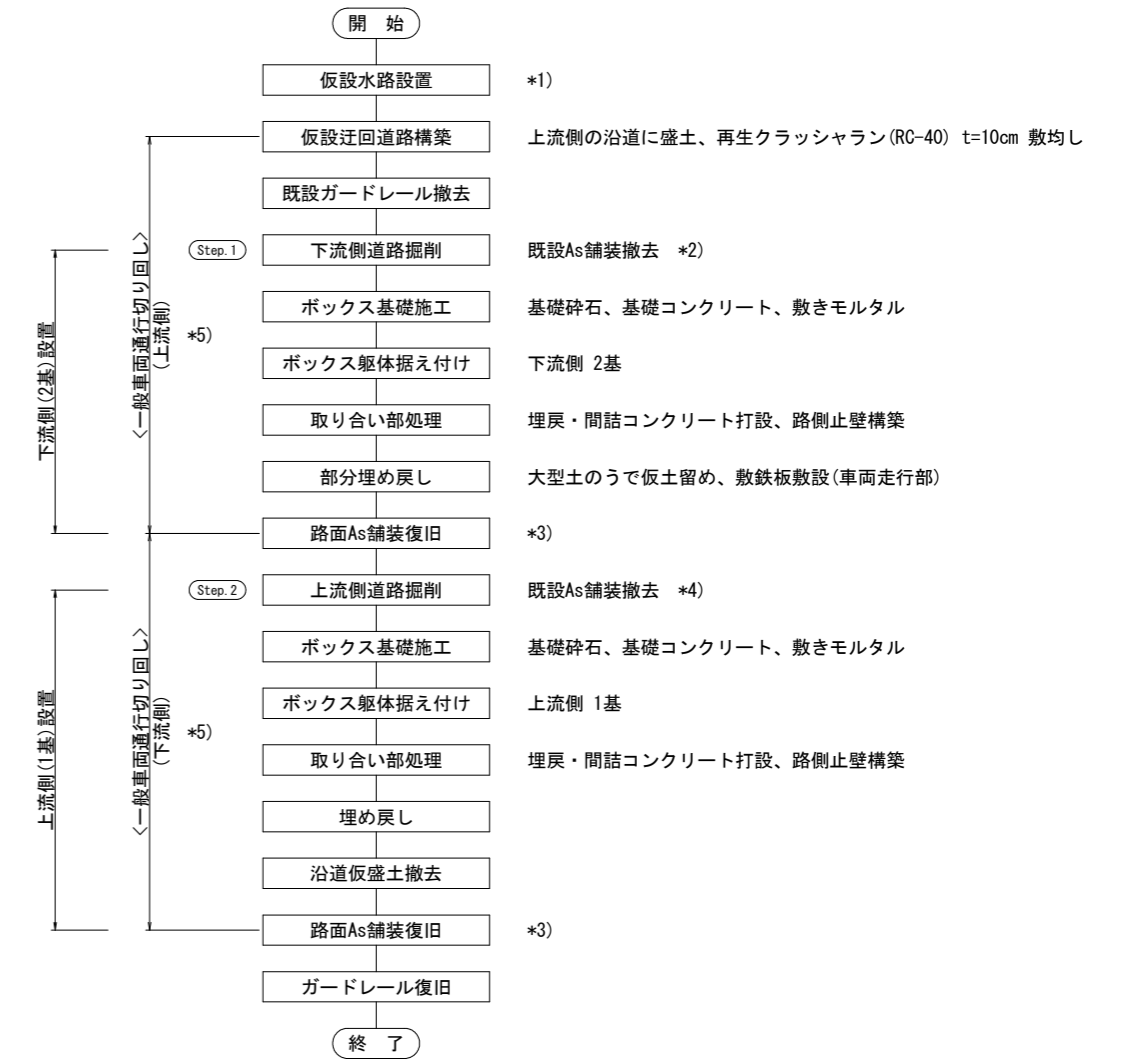 開　始
仮設水路設置　*1)
仮設迂回道路構築　上流側の沿道に盛土、再生クラッシャラン(RC-40) t=10cm 敷均し
既設ガードレール撤去
Step.1　下流側道路掘削　既設As舗装撤去　*2)
ボックス基礎施工　基礎砕石、基礎コンクリート、敷きモルタル
ボックス躯体据え付け　下流側 2基
取り合い部処理　埋戻・間詰コンクリート打設、路側止壁構築
部分埋め戻し　大型土のうで仮土留め、敷鉄板敷設(車両走行部)
路面As舗装復旧　*3)
下流側(2基)設置
<一般車両通行切り回し>
(上流側)
*5)
Step.2　上流側道路掘削　既設As舗装撤去　*4)
ボックス基礎施工　基礎砕石、基礎コンクリート、敷きモルタル
ボックス躯体据え付け　上流側 1基
取り合い部処理　埋戻・間詰コンクリート打設、路側止壁構築
埋め戻し
沿道仮盛土撤去
路面As舗装復旧　*3)
上流側(1基)設置
<一般車両通行切り回し>
(下流側)
*5)
ガードレール復旧
終　了